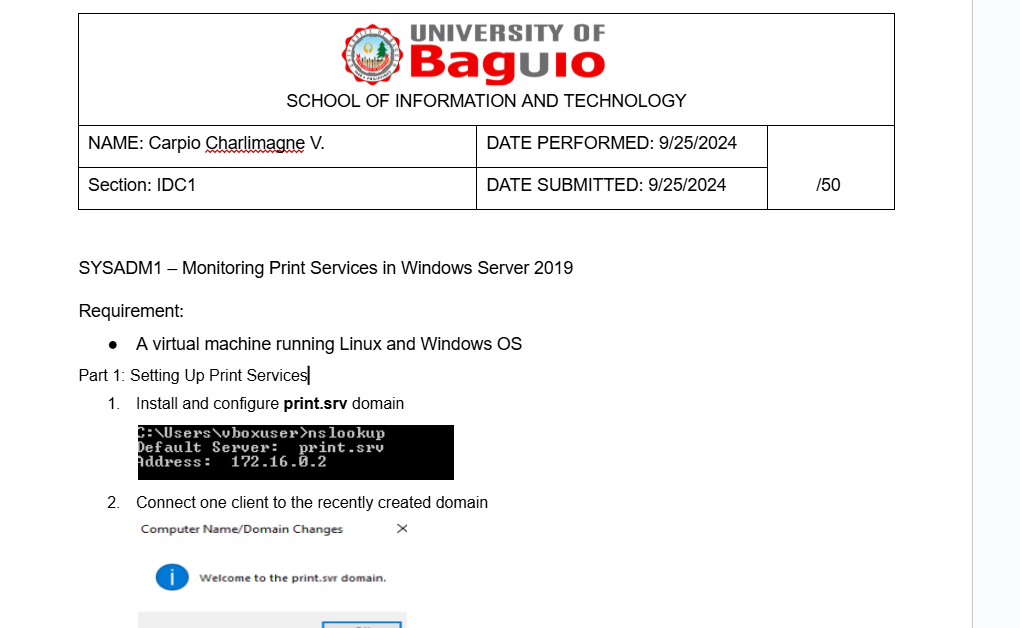 UNIVERSITY OF
Baguio
SCHOOL OF INFORMATION AND TECHNOLOGY
NAME: Carpio Charlimagne V.
DATE PERFORMED: 9/25/2024
Section: IDC1
DATE SUBMITTED: 9/25/2024
/50
SYSADM1 – Monitoring Print Services in Windows Server 2019
Requirement:
● A virtual machine running Linux and Windows OS
Part 1: Setting Up Print Services
1. Install and configure print.srv domain
C:\Users\vboxuser>nslookup
Default Server: print.srv
Address: 172.16.0.2
2. Connect one client to the recently created domain
Computer Name/Domain Changes
Welcome to the print.svr domain.